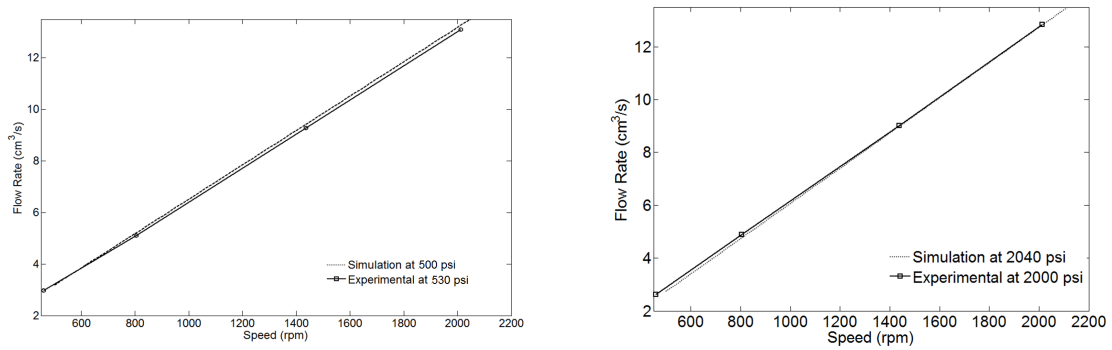 12
10
8
6
4
2
Flow Rate (cm3/s)
Simulation at 500 psi
Experimental at 530 psi
600 800 1000 1200 1400 1600 1800 2000 2200
Speed (rpm)
12
10
8
6
4
2
Flow Rate (cm3/s)
Simulation at 2040 psi
Experimental at 2000 psi
600 800 1000 1200 1400 1600 1800 2000 2200
Speed (rpm)